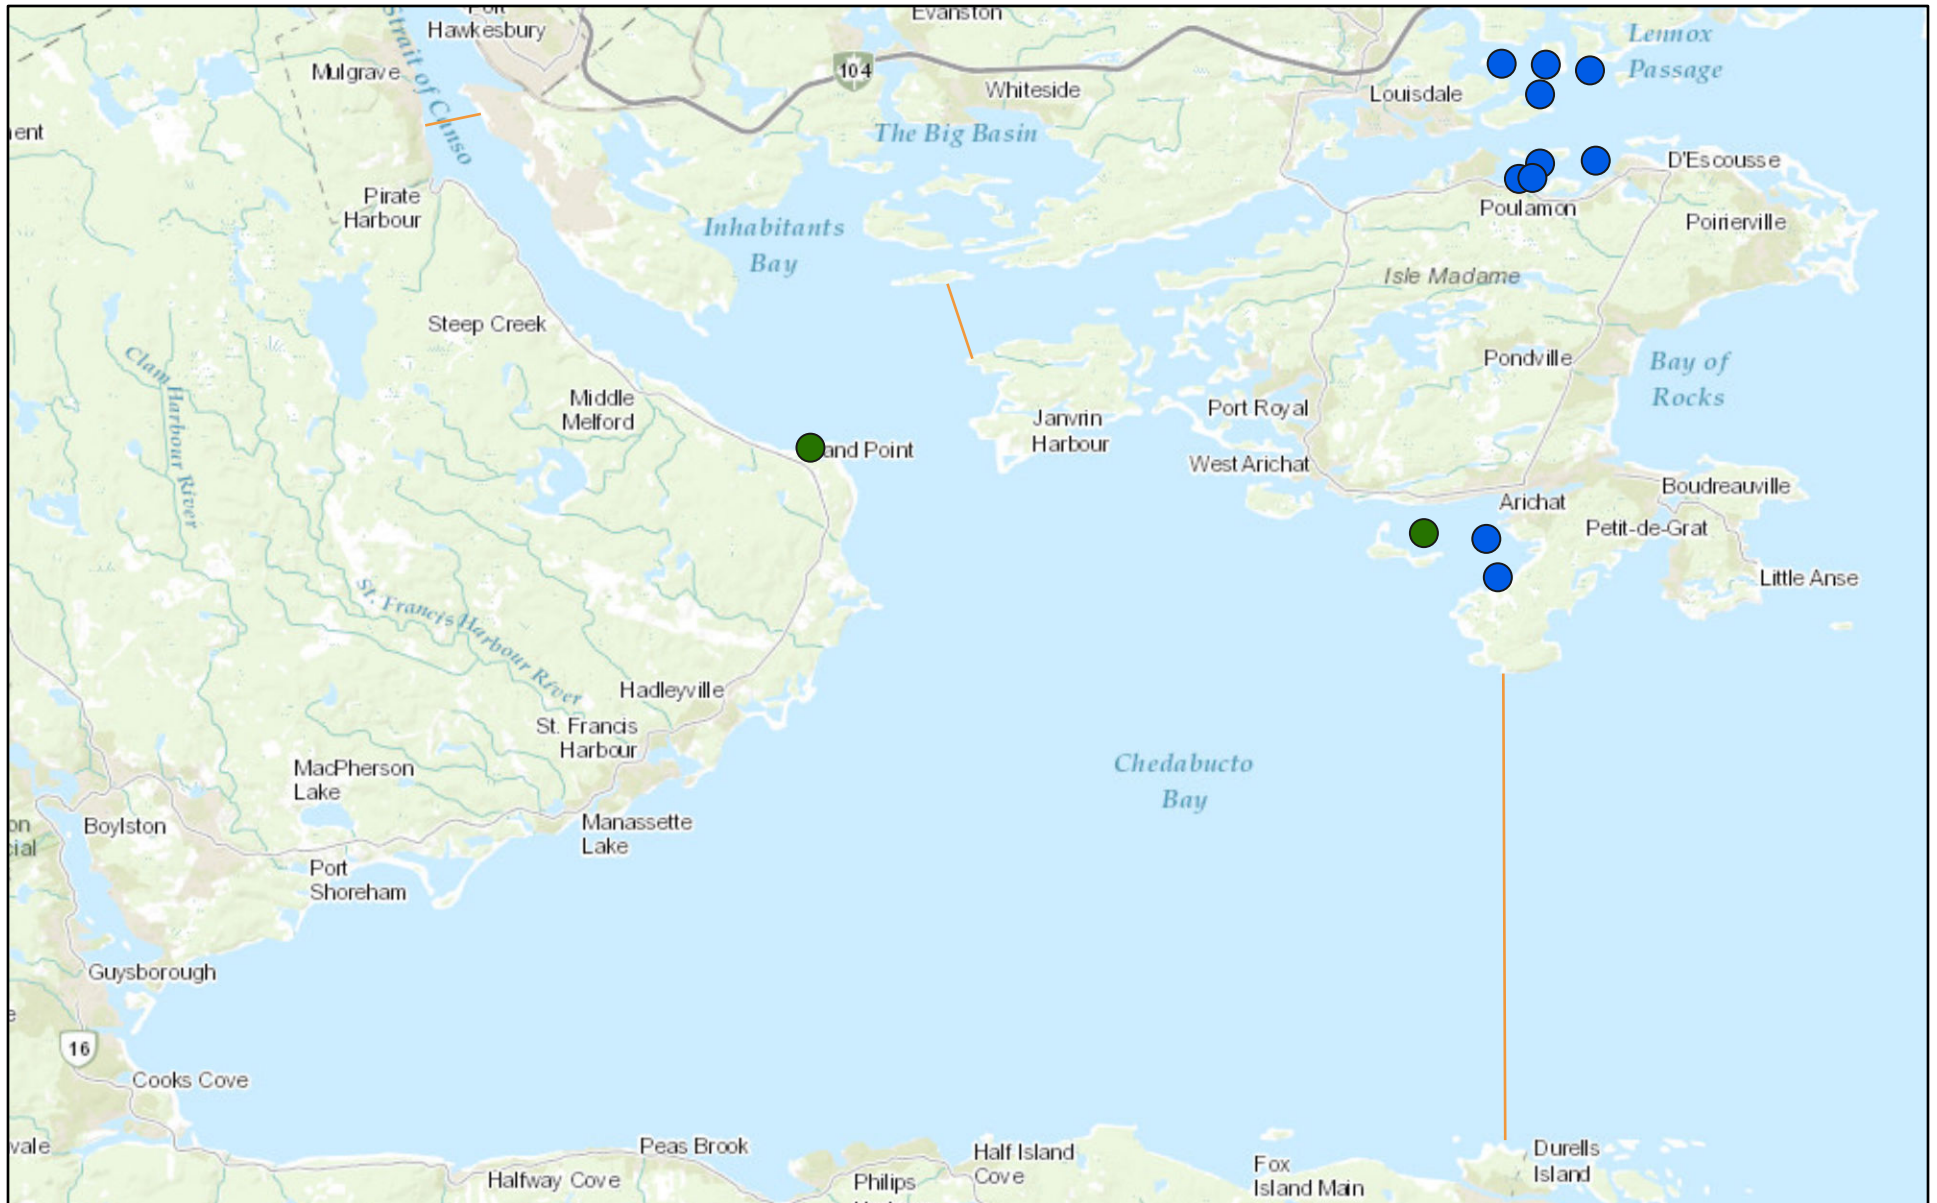 Evanston
Hawkesbury
Lennox
Passage
Strait of Canso
Mulgrave
104
Whiteside
Louisdale
The Big Basin
D'Escousse
Pirate
Harbour
Poulamon
Poirierville
Inhabitants
Bay
Isle Madame
Steep Creek
Pondville
Bay of
Rocks
Clam Harbour River
Middle
Melford
Port Royal
Janvrin
Harbour
and Point
West Arichat
Boudreauville
Arichat
Petit-de-Grat
Little Anse
St. Francis Harbour River
Hadleyville
St. Francis
Harbour
Chedabucto
Bay
MacPherson
Lake
Boylston
Manassette
Lake
Port
Shoreham
Guysborough
16
Cooks Cove
Peas Brook
Half Island
Cove
Durells
Island
Halfway Cove
Philips
Fox
Island Main